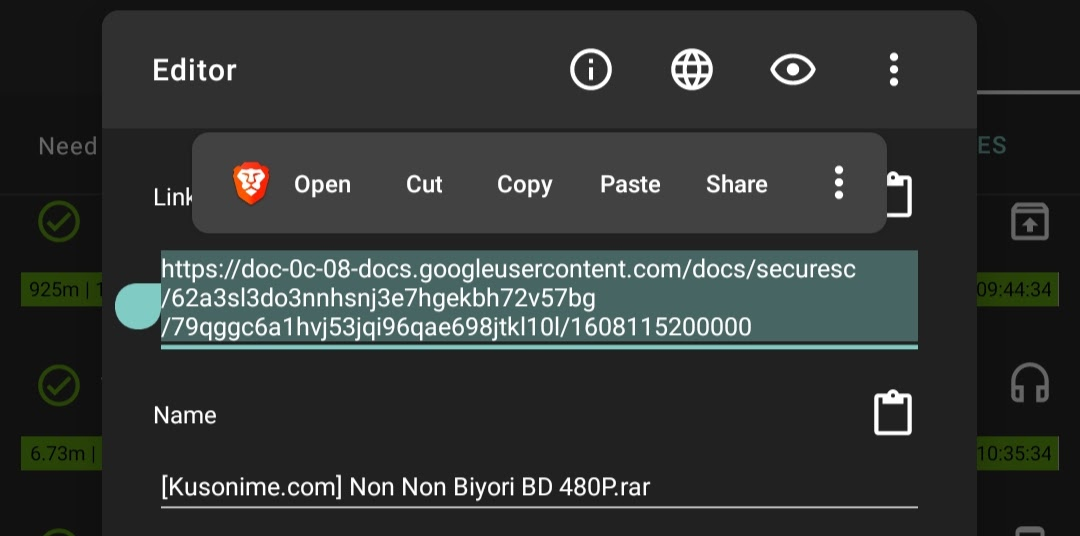 Editor
Need
ES
Open Cut Copy Paste Share
Link
https://doc-0c-08-docs.googleusercontent.com/docs/securesc
/62a3sl3do3nnhsnj3e7hgekbh72v57bg
/79qggc6a1hvj53jqi96qae698jtkl10l/1608115200000
925m | 1
09:44:34
Name
6.73m |
10:35:34
[Kusonime.com] Non Non Biyori BD 480P.rar